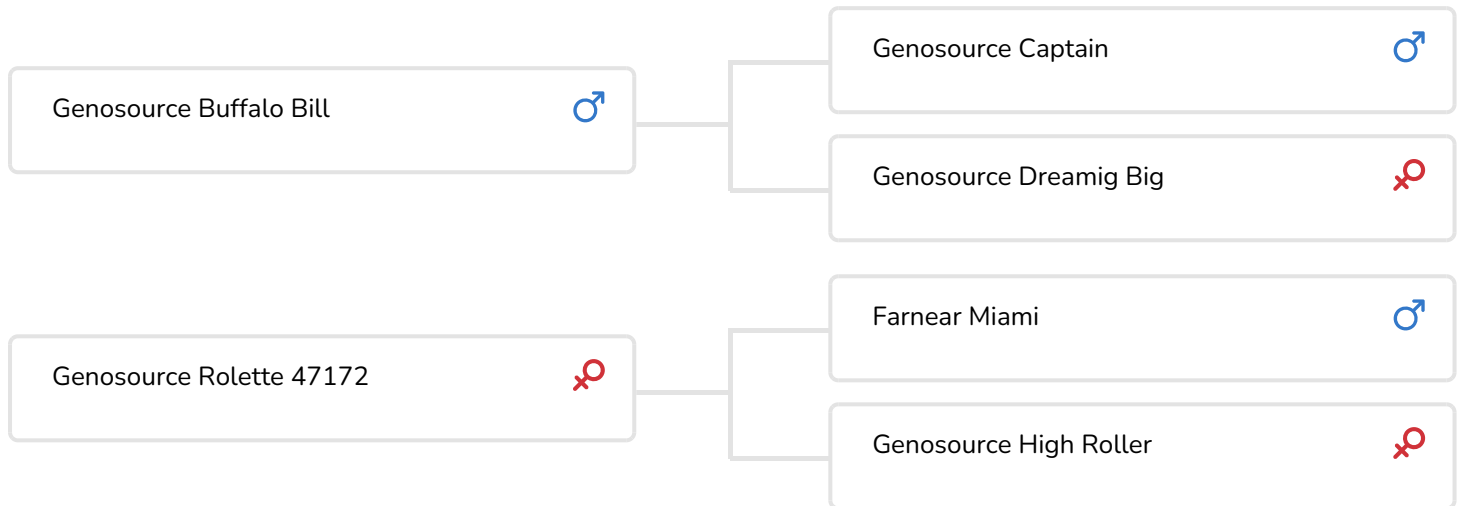 Genosource Captain
Genosource Buffalo Bill
Genosource Dreamig Big
Farnear Miami
Genosource Rolette 47172
Genosource High Roller